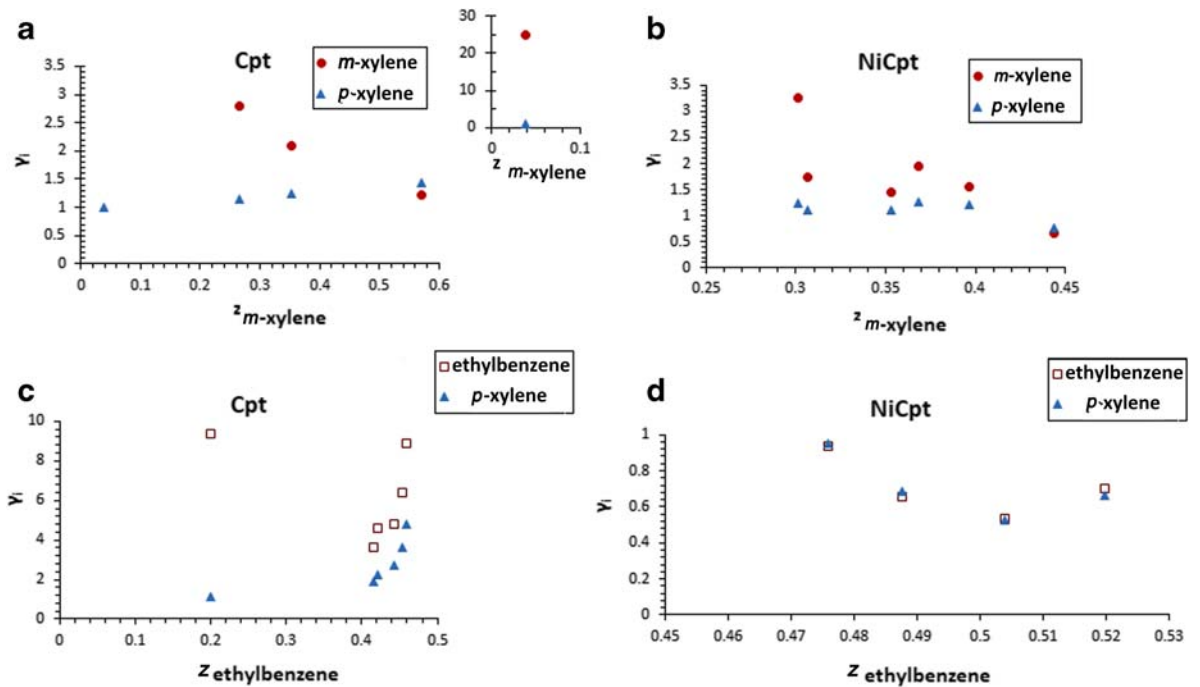 a
Cpt
m-xylene
p-xylene
3.5
3
2.5
2
1.5
1
0.5
0
γi
0
0.1
0.2
0.3
0.4
0.5
0.6
z m-xylene
30
25
20
15
10
5
0
0
0.1
z m-xylene
b
NiCpt
m-xylene
p-xylene
3.5
3
2.5
2
1.5
1
0.5
0
γi
0.25
0.3
0.35
0.4
0.45
z m-xylene
c
Cpt
ethylbenzene
p-xylene
10
8
6
4
2
0
γi
0
0.1
0.2
0.3
0.4
0.5
z ethylbenzene
d
NiCpt
ethylbenzene
p-xylene
1
0.8
0.6
0.4
0.2
0
γi
0.45
0.46
0.47
0.48
0.49
0.5
0.51
0.52
0.53
z ethylbenzene